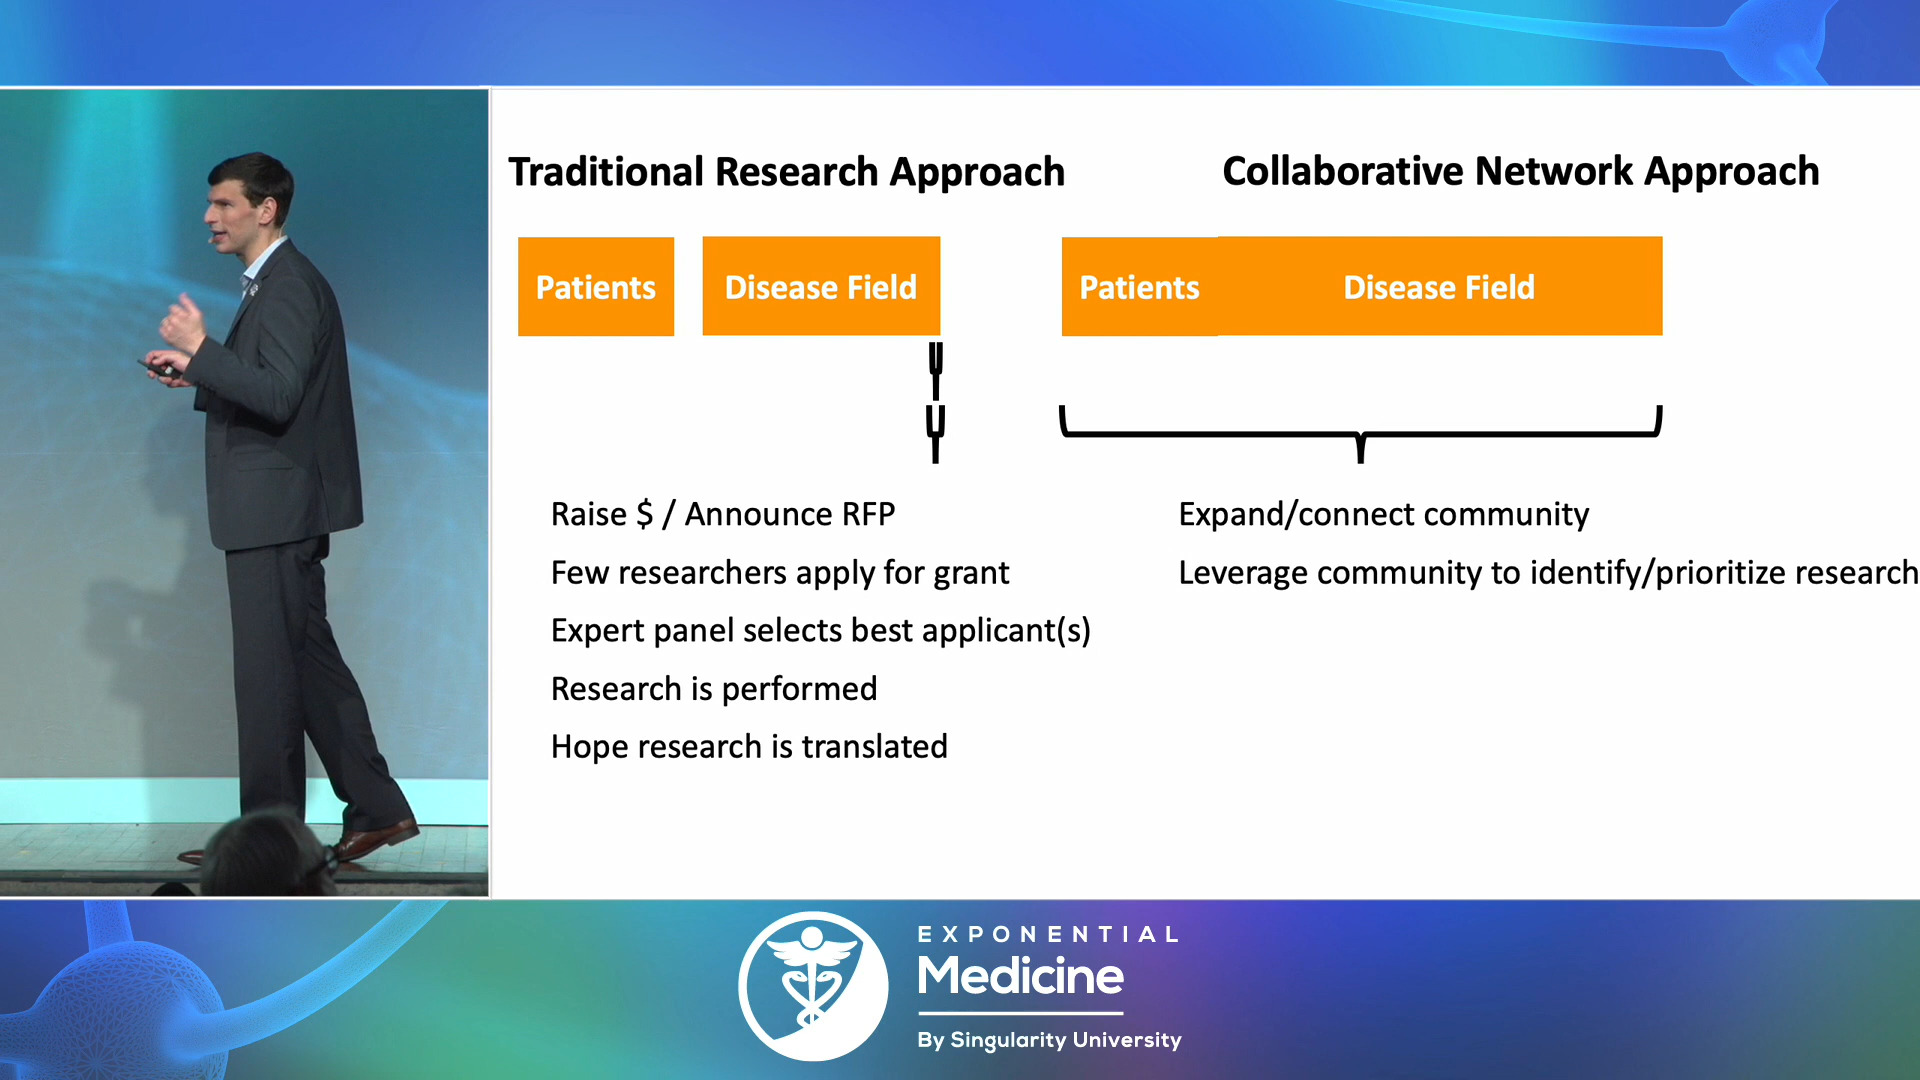 Traditional Research Approach
Patients
Disease Field
Raise $ / Announce RFP
Few researchers apply for grant
Expert panel selects best applicant(s)
Research is performed
Hope research is translated
Collaborative Network Approach
Patients
Disease Field
Expand/connect community
Leverage community to identify/prioritize research
EXPONENTIAL
Medicine
By Singularity University